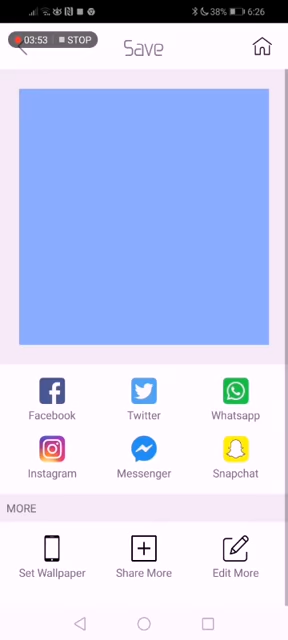 38% 6:26
03:53 STOP
Save
Facebook Twitter Whatsapp
Instagram Messenger Snapchat
MORE
Set Wallpaper Share More Edit More